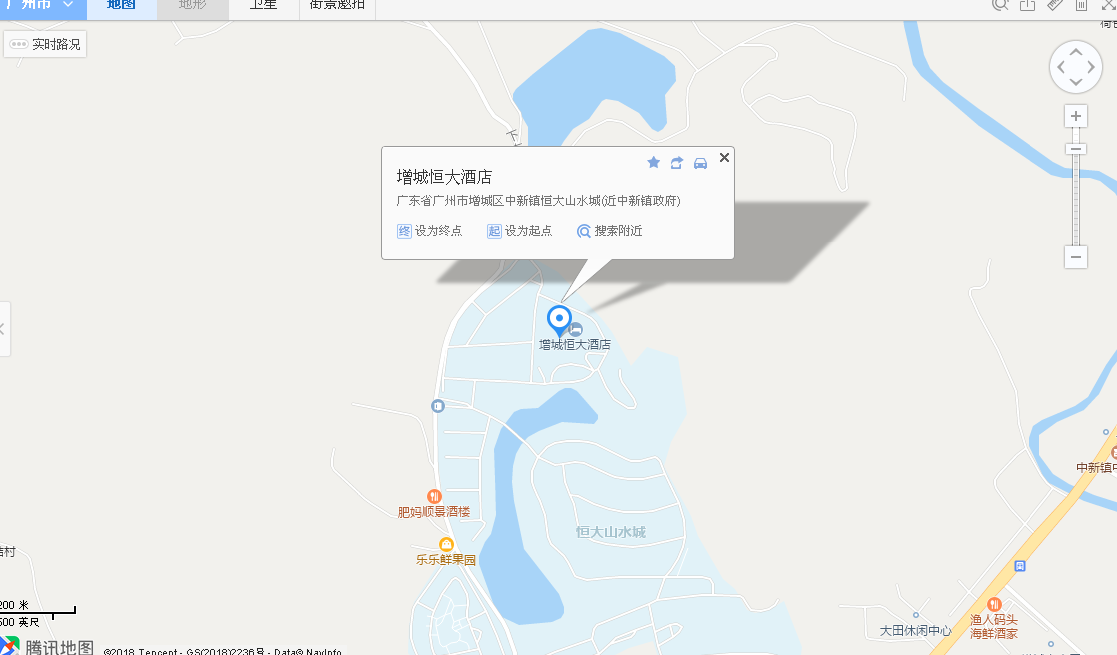 广州市
地图
地形
卫星
街景遨拍
实时路况
增城恒大酒店
广东省广州市增城区中新镇恒大山水城(近中新镇政府)
终 设为终点
起 设为起点
搜索附近
增城恒大酒店
中新镇中
肥妈顺景酒楼
恒大山水城
乐乐鲜果园
200 米
500 英尺
渔人码头
海鲜酒家
大田休闲中心
腾讯地图
©2018 Tencent - GS(2018)2236号 - Data© NavInfo